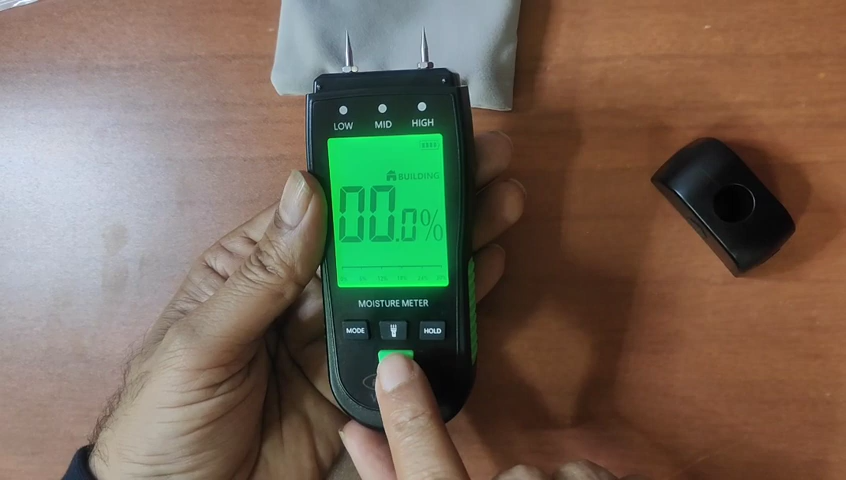 LOW MID HIGH
BUILDING
00.0%
MOISTURE METER
MODE HOLD